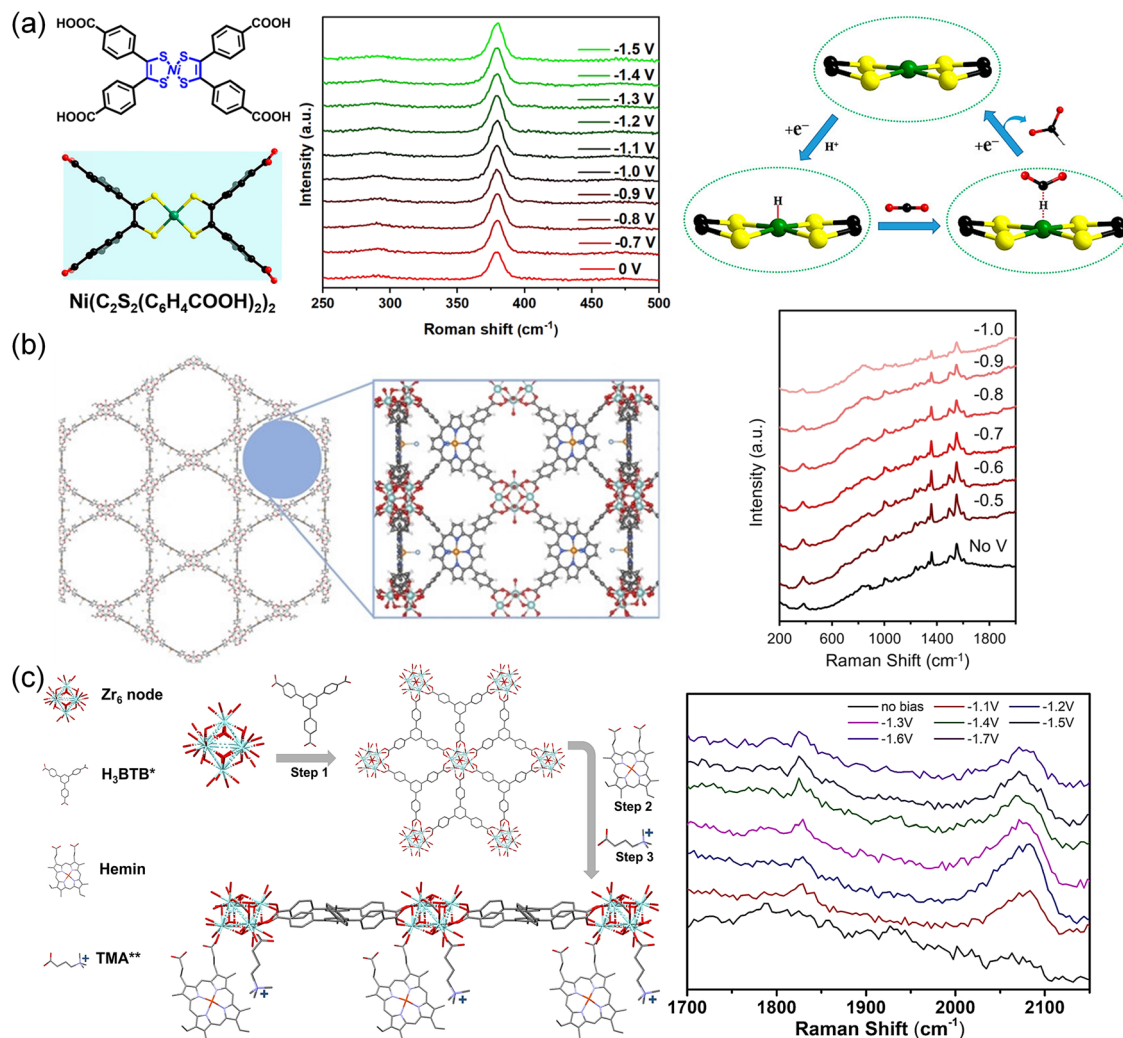 (a)
HOOC
COOH
S
S
Ni
S
S
HOOC
COOH
Ni(C₂S₂(C₆H₄COOH)₂)₂
Intensity (a.u.)
-1.5 V
-1.4 V
-1.3 V
-1.2 V
-1.1 V
-1.0 V
-0.9 V
-0.8 V
-0.7 V
0 V
250 300 350 400 450 500
Roman shift (cm⁻¹)
+e⁻
H⁺
+e⁻
H
H
(b)
Intensity (a.u.)
-1.0
-0.9
-0.8
-0.7
-0.6
-0.5
No V
200 600 1000 1400 1800
Raman Shift (cm⁻¹)
(c)
Zr₆ node
H₃BTB*
Hemin
TMA**
+
Step 1
Step 2
+
Step 3
+
+
+
no bias -1.1V -1.2V
-1.3V -1.4V -1.5V
-1.6V -1.7V
Intensity (a.u.)
1700 1800 1900 2000 2100
Raman Shift (cm⁻¹)